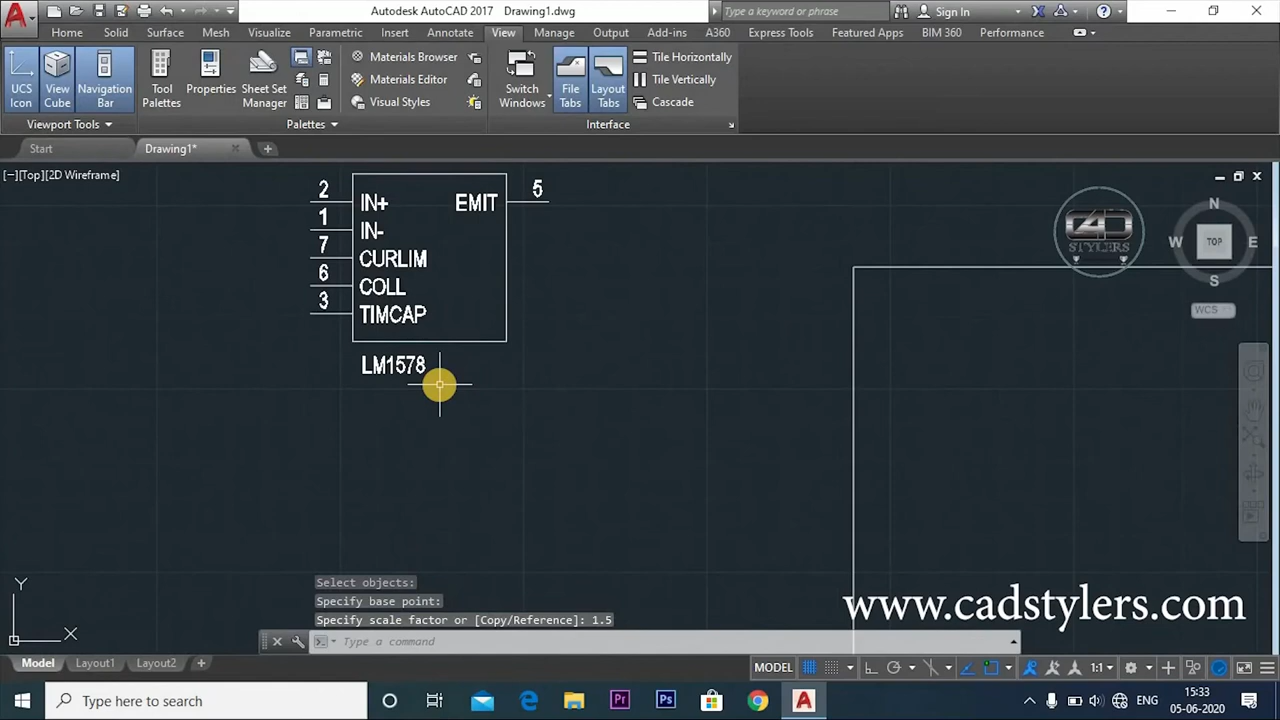 Autodesk AutoCAD 2017 Drawing1.dwg
Type a keyword or phrase
Sign In
Home Solid Surface Mesh Visualize Parametric Insert Annotate View Manage Output Add-ins A360 Express Tools Featured Apps BIM 360 Performance
UCS Icon
View Cube
Navigation Bar
Tool Palettes
Properties
Sheet Set Manager
Materials Browser
Materials Editor
Visual Styles
Switch Windows
File Tabs
Layout Tabs
Tile Horizontally
Tile Vertically
Cascade
Viewport Tools
Palettes
Interface
Start
Drawing1*
[−][Top][2D Wireframe]
2 IN+ EMIT 5
1 IN-
7 CURLIM
6 COLL
3 TIMCAP
LM1578
CAD
STYLERS
N
W TOP E
S
WCS
Y
X
www.cadstylers.com
Select objects:
Specify base point:
Specify scale factor or [Copy/Reference]: 1.5
Type a command
Model Layout1 Layout2
MODEL
1:1
Type here to search
Pr
Ps
ENG
15:33
05-06-2020